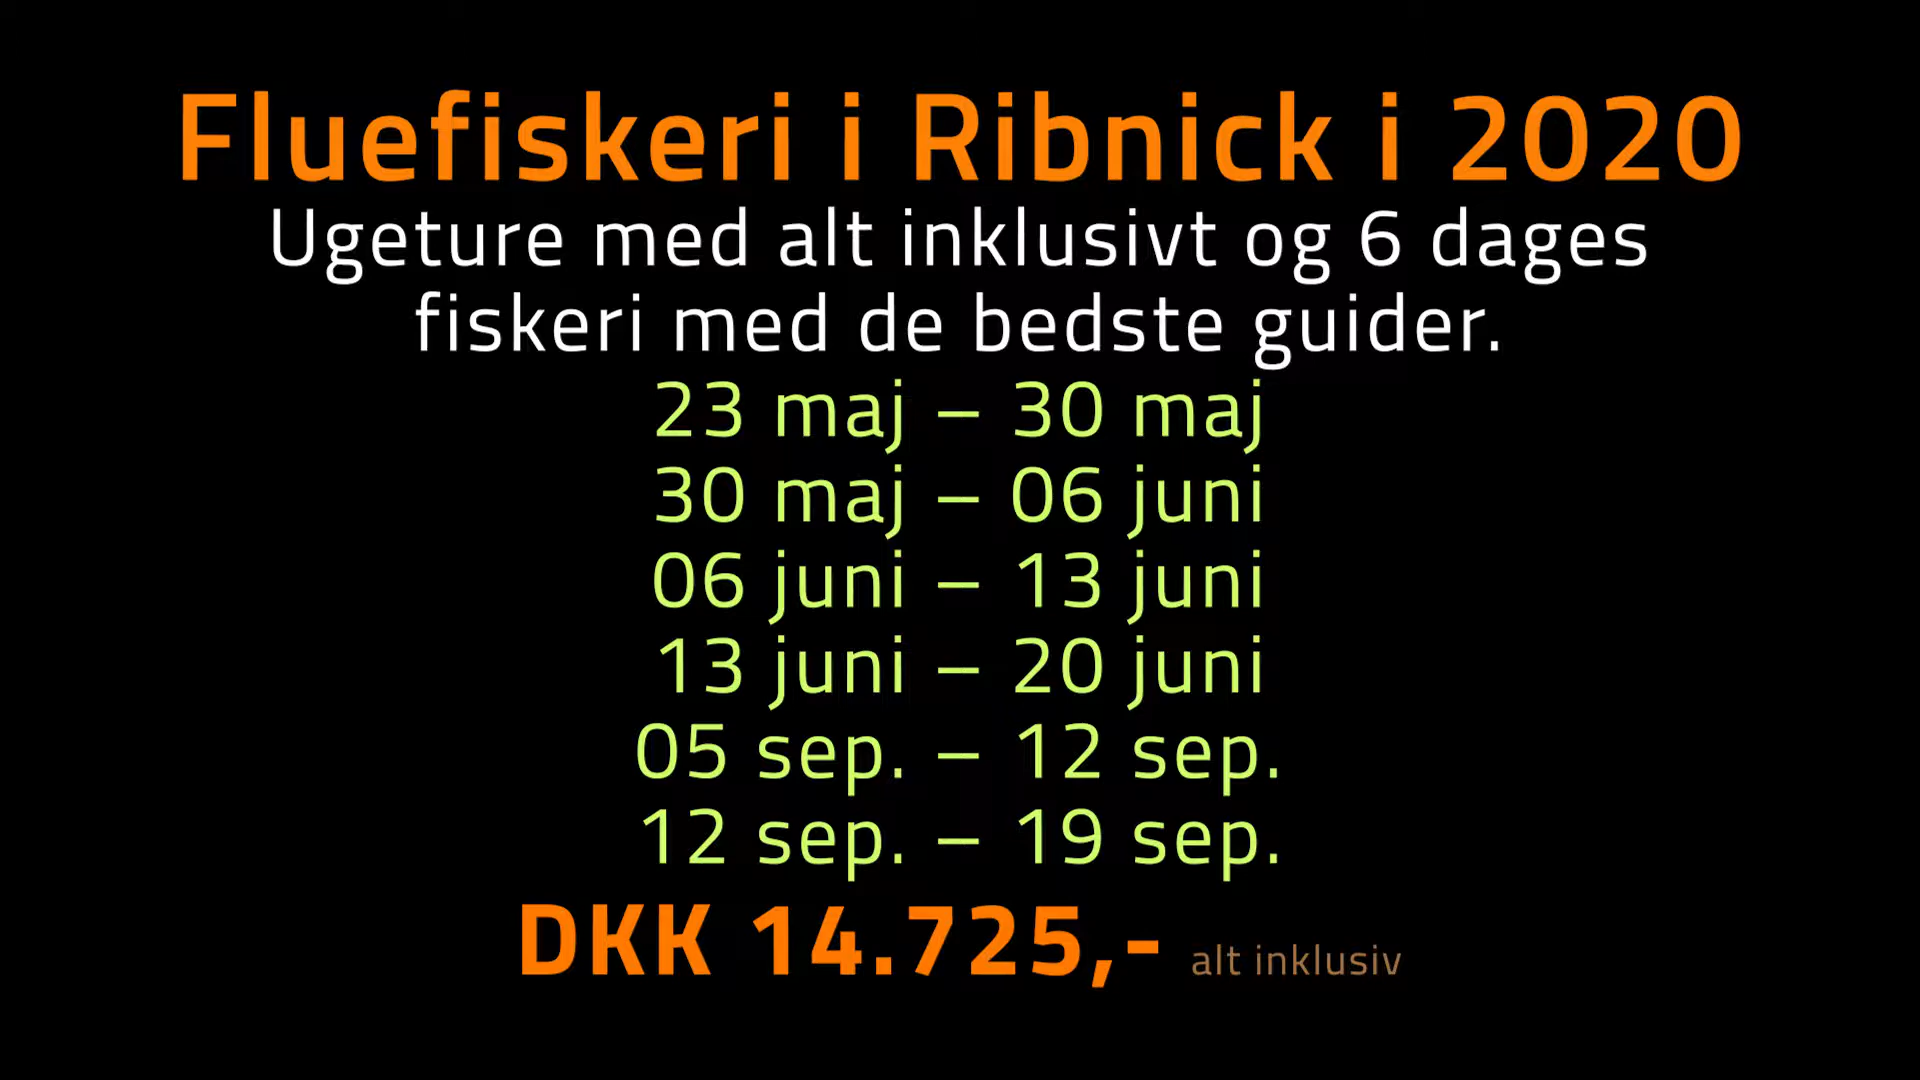 Fluefiskeri i Ribnick i 2020
Ugeture med alt inklusivt og 6 dages
fiskeri med de bedste guider.
23 maj – 30 maj
30 maj – 06 juni
06 juni – 13 juni
13 juni – 20 juni
05 sep. – 12 sep.
12 sep. – 19 sep.
DKK 14.725,- alt inklusiv